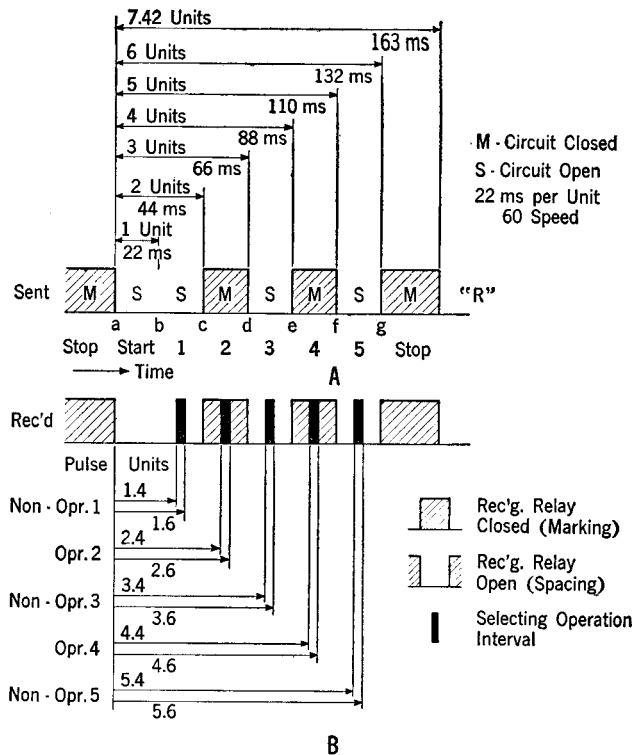 7.42 Units
163 ms
6 Units
132 ms
5 Units
110 ms
4 Units
88 ms
3 Units
66 ms
2 Units
44 ms
1 Unit
22 ms
M - Circuit Closed
S - Circuit Open
22 ms per Unit
60 Speed
Sent M S S M S M S M "R"
a b c d e f g
Stop Start 1 2 3 4 5 Stop
Time
A
Rec'd
Pulse Units
Non - Opr. 1 1.4
1.6
Opr. 2 2.4
2.6
Non - Opr. 3 3.4
3.6
Opr. 4 4.4
4.6
Non - Opr. 5 5.4
5.6
Rec'g. Relay
Closed (Marking)
Rec'g. Relay
Open (Spacing)
Selecting Operation
Interval
B